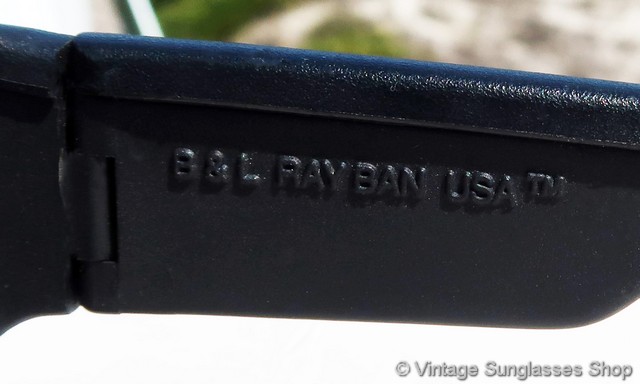 B & L RAY BAN USA ™
© Vintage Sunglasses Shop